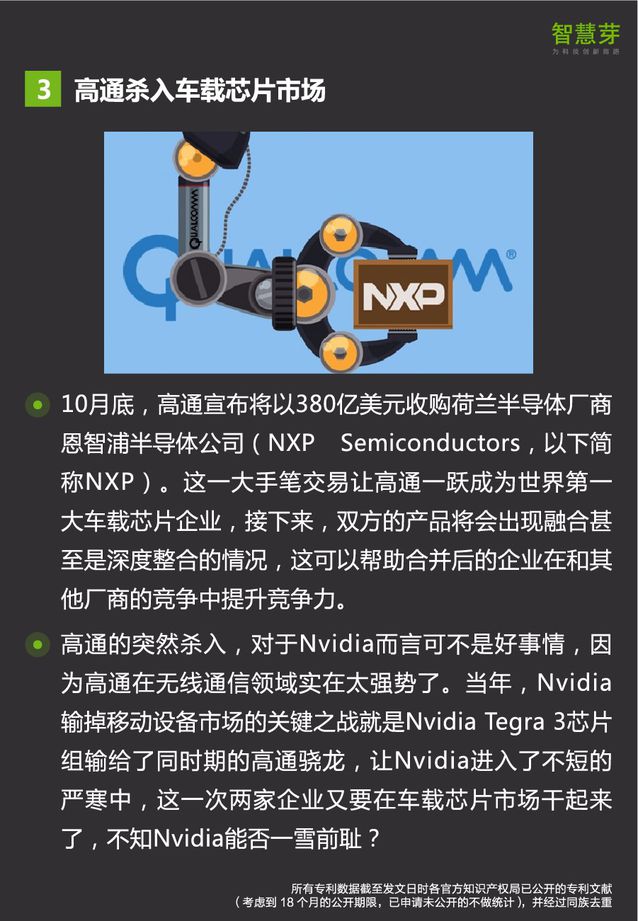 智慧芽
为科技创新而跑
3 高通杀入车载芯片市场
QUALCOMM
QUALCOMM®
NXP
10月底，高通宣布将以380亿美元收购荷兰半导体厂商
恩智浦半导体公司（NXP Semiconductors，以下简
称NXP）。这一大手笔交易让高通一跃成为世界第一
大车载芯片企业，接下来，双方的产品将会出现融合甚
至是深度整合的情况，这可以帮助合并后的企业在和其
他厂商的竞争中提升竞争力。
高通的突然杀入，对于Nvidia而言可不是好事情，因
为高通在无线通信领域实在太强势了。当年，Nvidia
输掉移动设备市场的关键之战就是Nvidia Tegra 3芯片
组输给了同时期的高通骁龙，让Nvidia进入了不短的
严寒中，这一次两家企业又要在车载芯片市场干起来
了，不知Nvidia能否一雪前耻？
所有专利数据截至发文日时各官方知识产权局已公开的专利文献
（考虑到 18 个月的公开期限，已申请未公开的不做统计），并经过同族去重